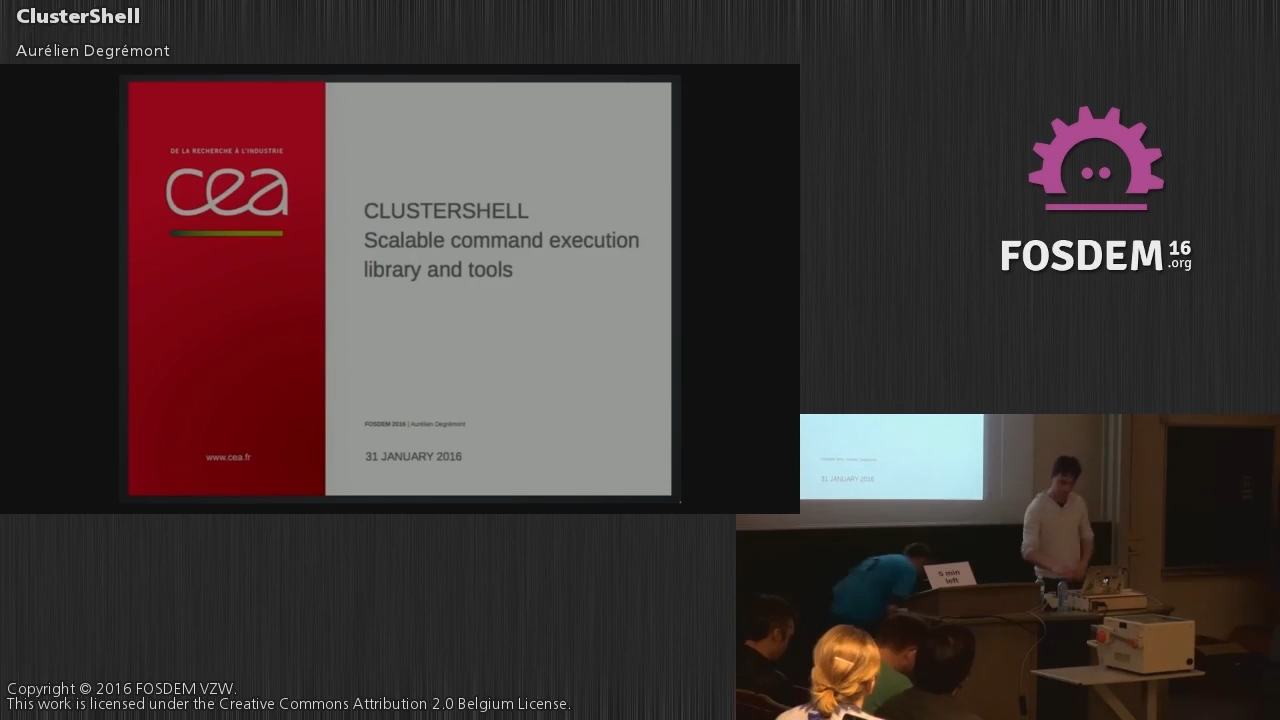 ClusterShell
Aurélien Degrémont
DE LA RECHERCHE À L'INDUSTRIE
cea
www.cea.fr
CLUSTERSHELL
Scalable command execution
library and tools
FOSDEM 2016 | Aurélien Degrémont
31 JANUARY 2016
FOSDEM 16
.org
31 JANUARY 2016
5 min
left
Copyright © 2016 FOSDEM VZW.
This work is licensed under the Creative Commons Attribution 2.0 Belgium License.